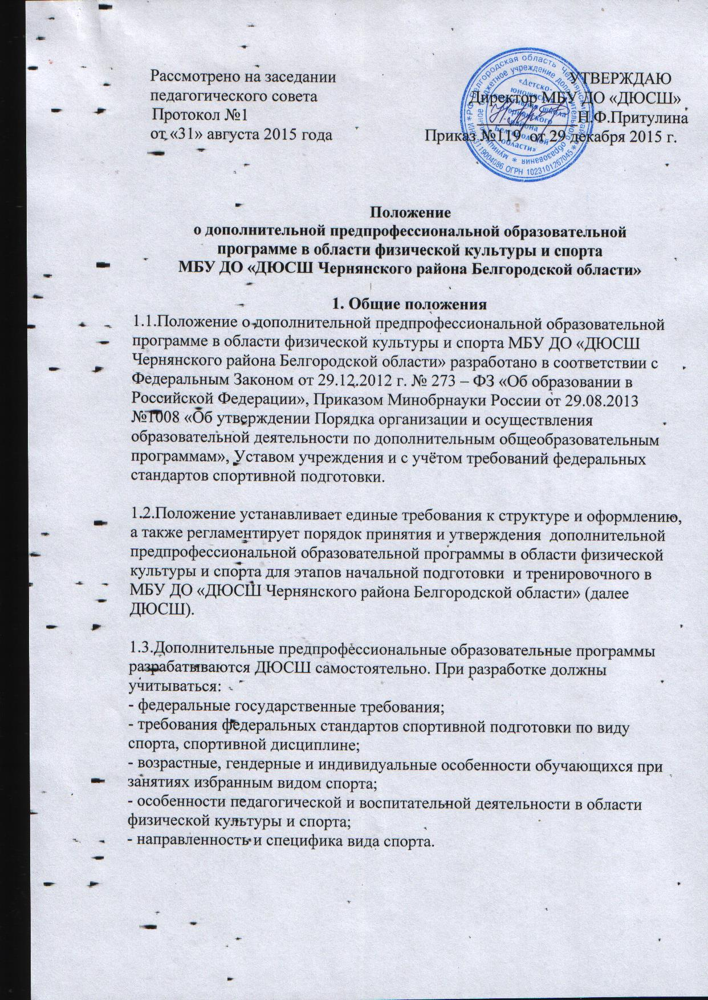 Рассмотрено на заседании
педагогического совета
Протокол №1
от «31» августа 2015 года
УТВЕРЖДАЮ
Директор МБУ ДО «ДЮСШ»
Н.Ф.Притулина
Приказ №119 от 29 декабря 2015 г.
РФ Белгородская область Чернянский район
ИНН 3119004086 ОГРН 1023101267045
муниципальное бюджетное учреждение дополнительного образования
«Детско-
юношеская
спортивная школа
Чернянского
района
Белгородской
области»
Положение
о дополнительной предпрофессиональной образовательной
программе в области физической культуры и спорта
МБУ ДО «ДЮСШ Чернянского района Белгородской области»
1. Общие положения
1.1.Положение о дополнительной предпрофессиональной образовательной
программе в области физической культуры и спорта МБУ ДО «ДЮСШ
Чернянского района Белгородской области» разработано в соответствии с
Федеральным Законом от 29.12.2012 г. № 273 – ФЗ «Об образовании в
Российской Федерации», Приказом Минобрнауки России от 29.08.2013
№1008 «Об утверждении Порядка организации и осуществления
образовательной деятельности по дополнительным общеобразовательным
программам», Уставом учреждения и с учётом требований федеральных
стандартов спортивной подготовки.
1.2.Положение устанавливает единые требования к структуре и оформлению,
а также регламентирует порядок принятия и утверждения дополнительной
предпрофессиональной образовательной программы в области физической
культуры и спорта для этапов начальной подготовки и тренировочного в
МБУ ДО «ДЮСШ Чернянского района Белгородской области» (далее
ДЮСШ).
1.3.Дополнительные предпрофессиональные образовательные программы
разрабатываются ДЮСШ самостоятельно. При разработке должны
учитываться:
- федеральные государственные требования;
- требования федеральных стандартов спортивной подготовки по виду
спорта, спортивной дисциплине;
- возрастные, гендерные и индивидуальные особенности обучающихся при
занятиях избранным видом спорта;
- особенности педагогической и воспитательной деятельности в области
физической культуры и спорта;
- направленность и специфика вида спорта.